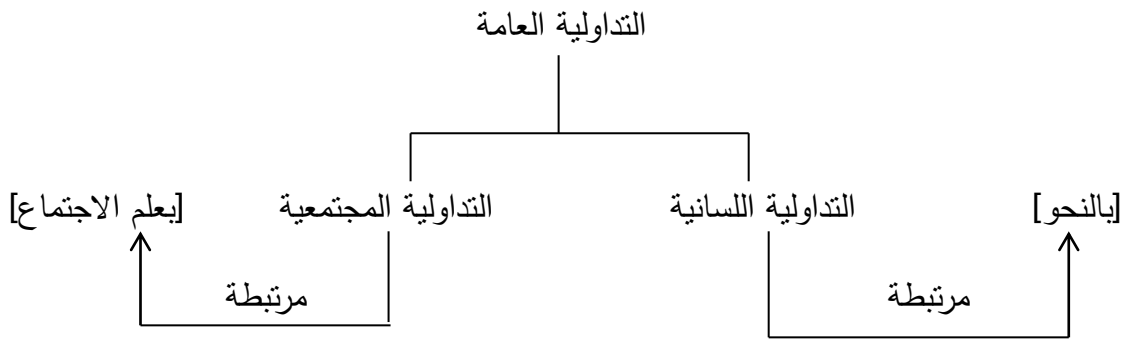 التداولية العامة
[بالنحو] التداولية اللسانية التداولية المجتمعية [بعلم الاجتماع]
مرتبطة مرتبطة